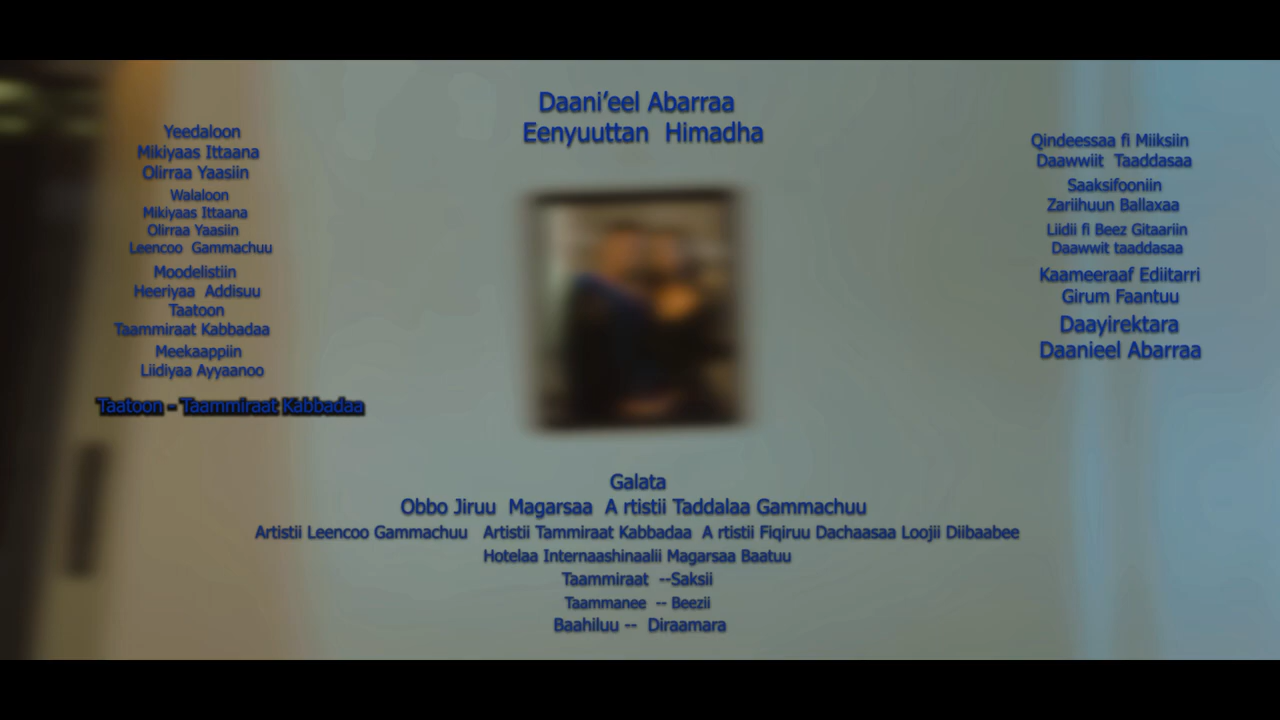 Daani'eel Abarraa
Eenyuuttan Himadha
Yeedaloon
Mikiyaas Ittaana
Olirraa Yaasiin
Walaloon
Mikiyaas Ittaana
Olirraa Yaasiin
Leencoo Gammachuu
Moodelistiin
Heeriyaa Addisuu
Taatoon
Taammiraat Kabbadaa
Meekaappiin
Liidiyaa Ayyaanoo
Taatoon - Taammiraat Kabbadaa
Qindeessaa fi Miiksiin
Daawwiit Taaddasaa
Saaksifooniin
Zariihuun Ballaxaa
Liidii fi Beez Gitaariin
Daawwit taaddasaa
Kaameeraaf Ediitarri
Girum Faantuu
Daayirektara
Daanieel Abarraa
Galata
Obbo Jiruu Magarsaa A rtistii Taddalaa Gammachuu
Artistii Leencoo Gammachuu Artistii Tammiraat Kabbadaa A rtistii Fiqiruu Dachaasaa Loojii Diibaabee
Hotelaa Internaashinaalii Magarsaa Baatuu
Taammiraat --Saksii
Taammanee -- Beezii
Baahiluu -- Diraamara